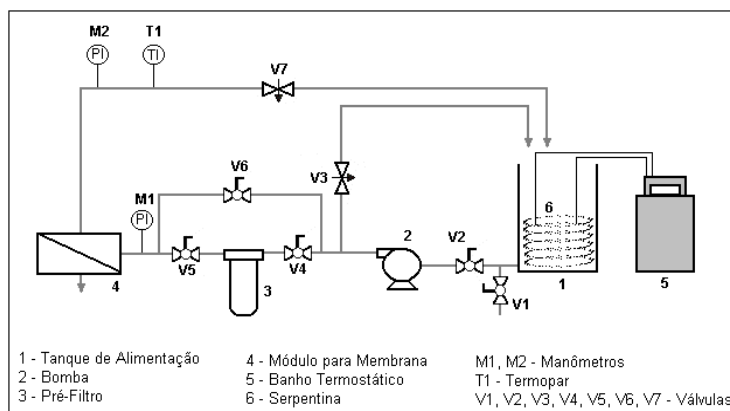 M2 T1
PI TI
V7
V6
V3
M1
PI
V5 V4
2 V2
6
4 3 V1 1 5
1 - Tanque de Alimentação
2 - Bomba
3 - Pré-Filtro
4 - Módulo para Membrana
5 - Banho Termostático
6 - Serpentina
M1, M2 - Manômetros
T1 - Termopar
V1, V2, V3, V4, V5, V6, V7 - Válvulas